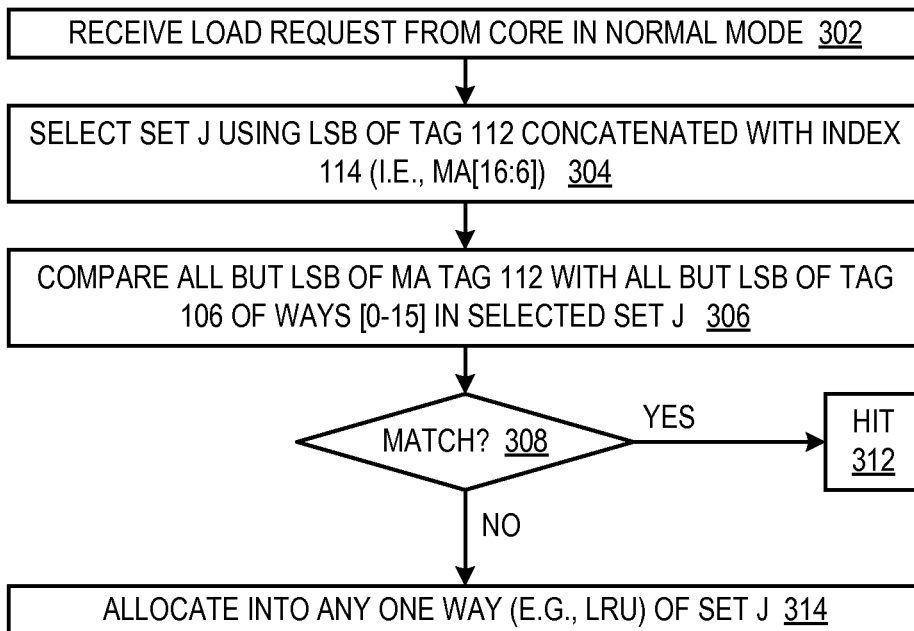 RECEIVE LOAD REQUEST FROM CORE IN NORMAL MODE 302
SELECT SET J USING LSB OF TAG 112 CONCATENATED WITH INDEX
114 (I.E., MA[16:6]) 304
COMPARE ALL BUT LSB OF MA TAG 112 WITH ALL BUT LSB OF TAG
106 OF WAYS [0-15] IN SELECTED SET J 306
MATCH? 308
YES
HIT
312
NO
ALLOCATE INTO ANY ONE WAY (E.G., LRU) OF SET J 314